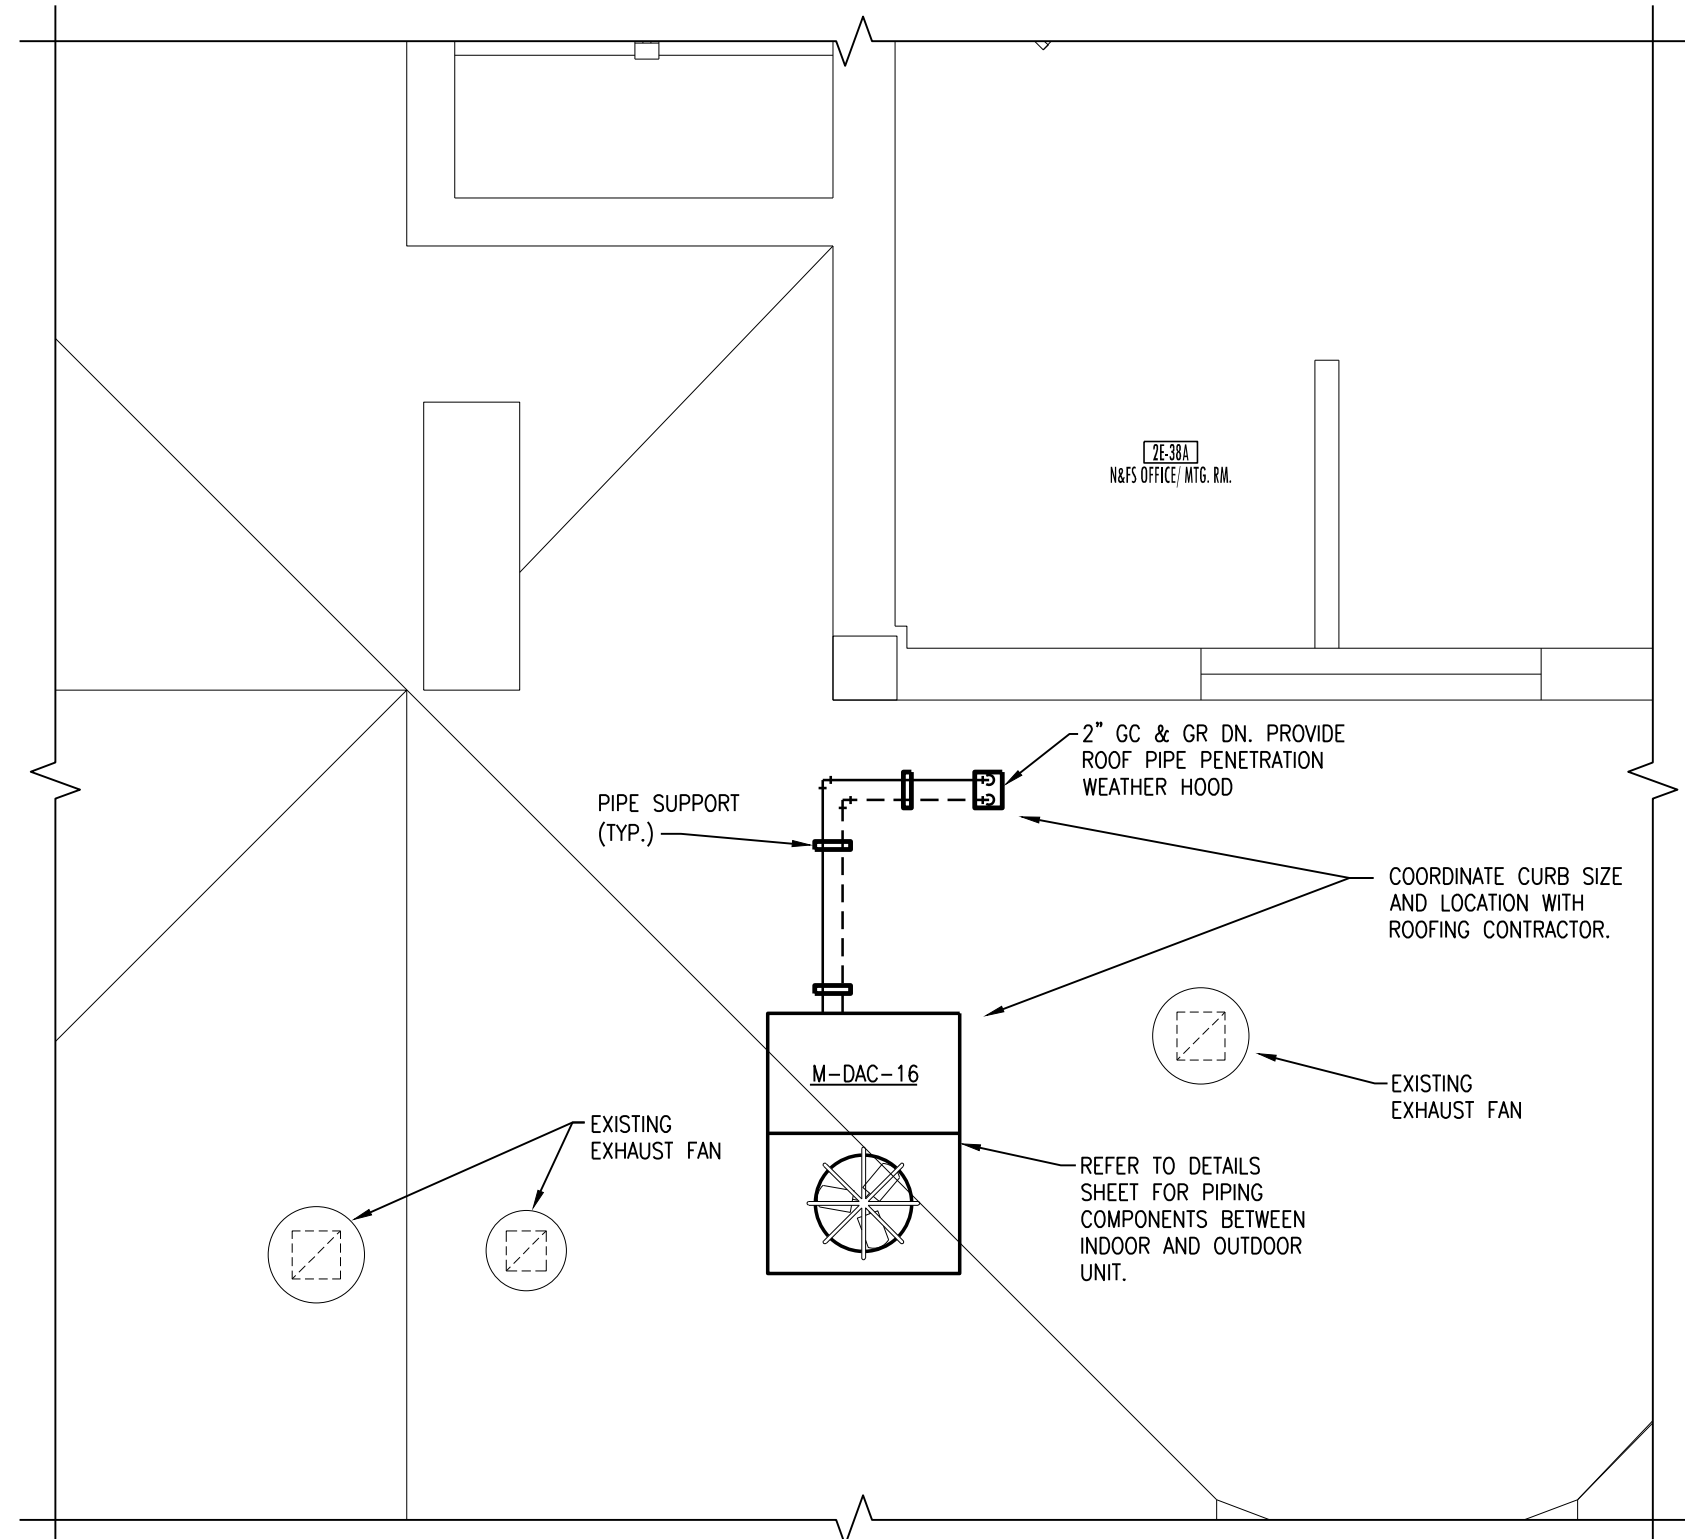 2E-38A
N&FS OFFICE/ MTG. RM.
2" GC & GR DN. PROVIDE
ROOF PIPE PENETRATION
WEATHER HOOD
PIPE SUPPORT
(TYP.)
COORDINATE CURB SIZE
AND LOCATION WITH
ROOFING CONTRACTOR.
M-DAC-16
EXISTING
EXHAUST FAN
EXISTING
EXHAUST FAN
REFER TO DETAILS
SHEET FOR PIPING
COMPONENTS BETWEEN
INDOOR AND OUTDOOR
UNIT.